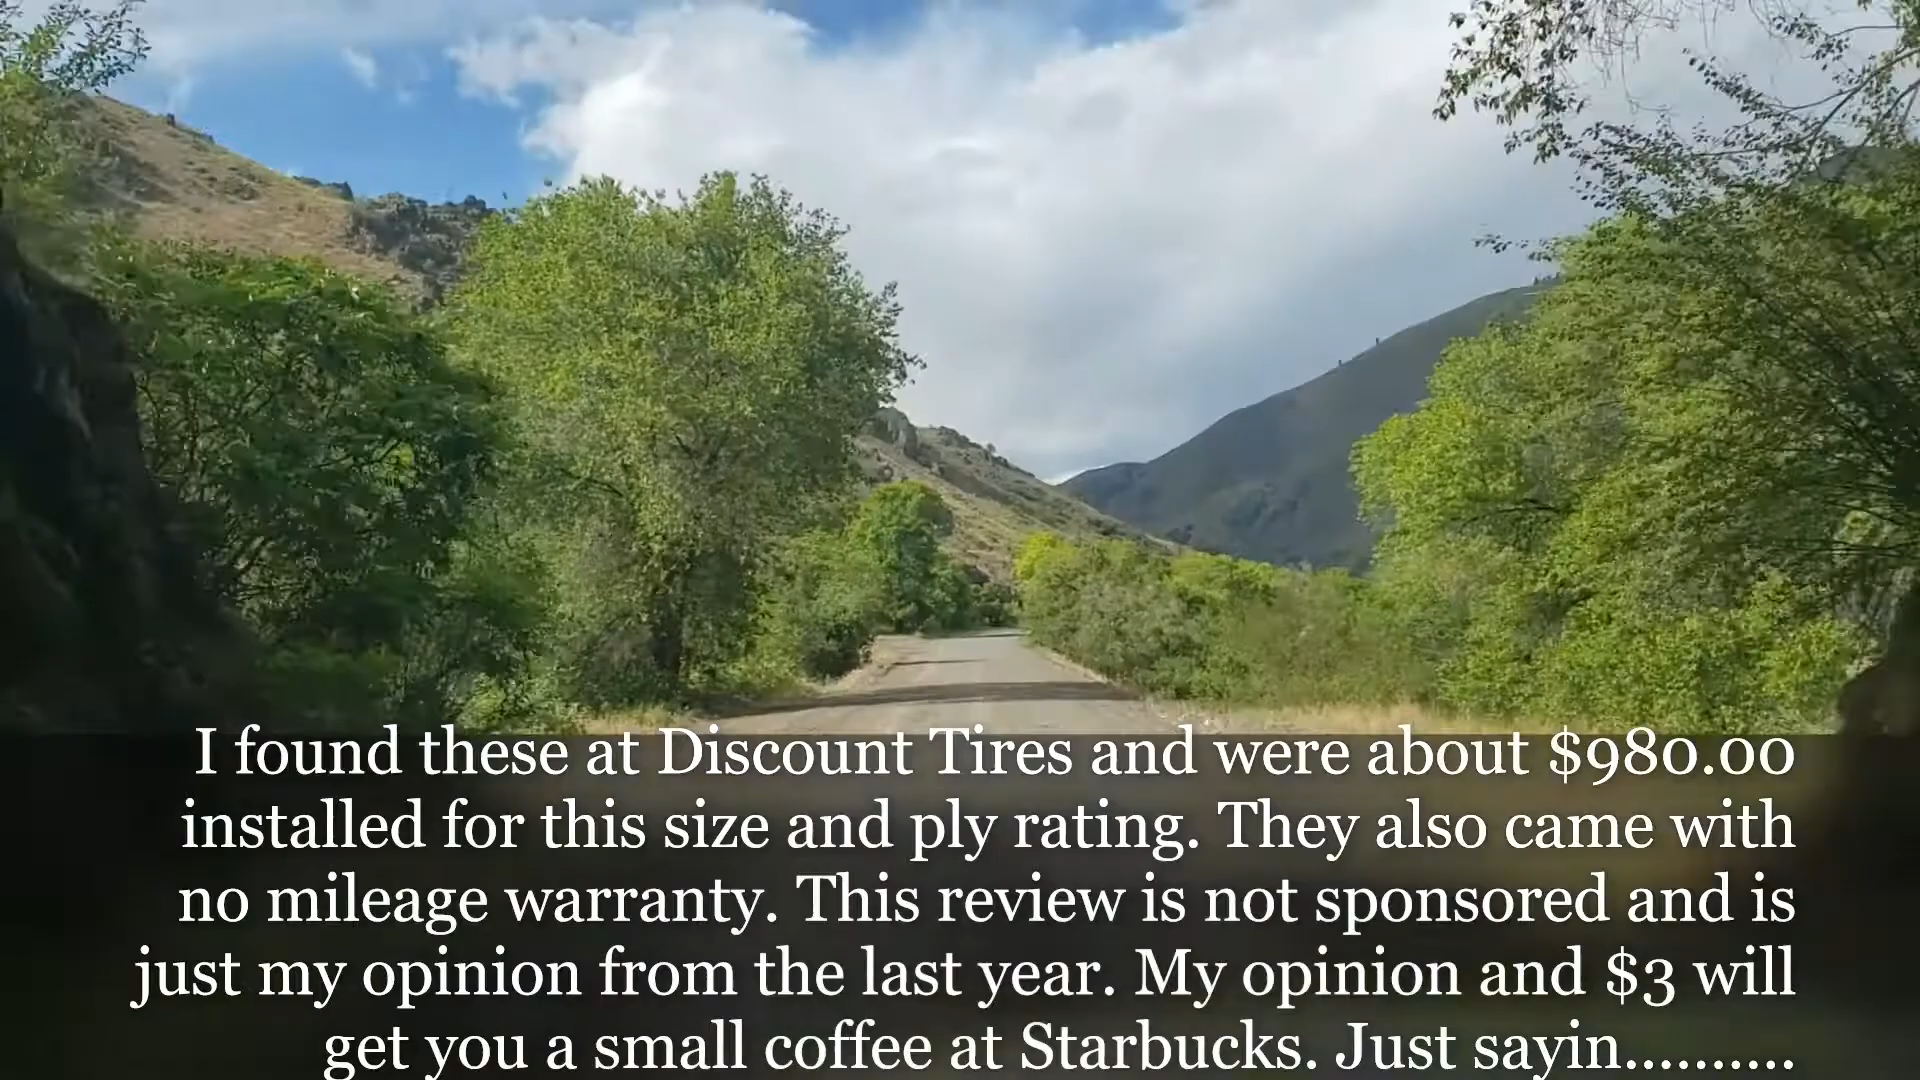 I found these at Discount Tires and were about $980.00
installed for this size and ply rating. They also came with
no mileage warranty. This review is not sponsored and is
just my opinion from the last year. My opinion and $3 will
get you a small coffee at Starbucks. Just sayin..........